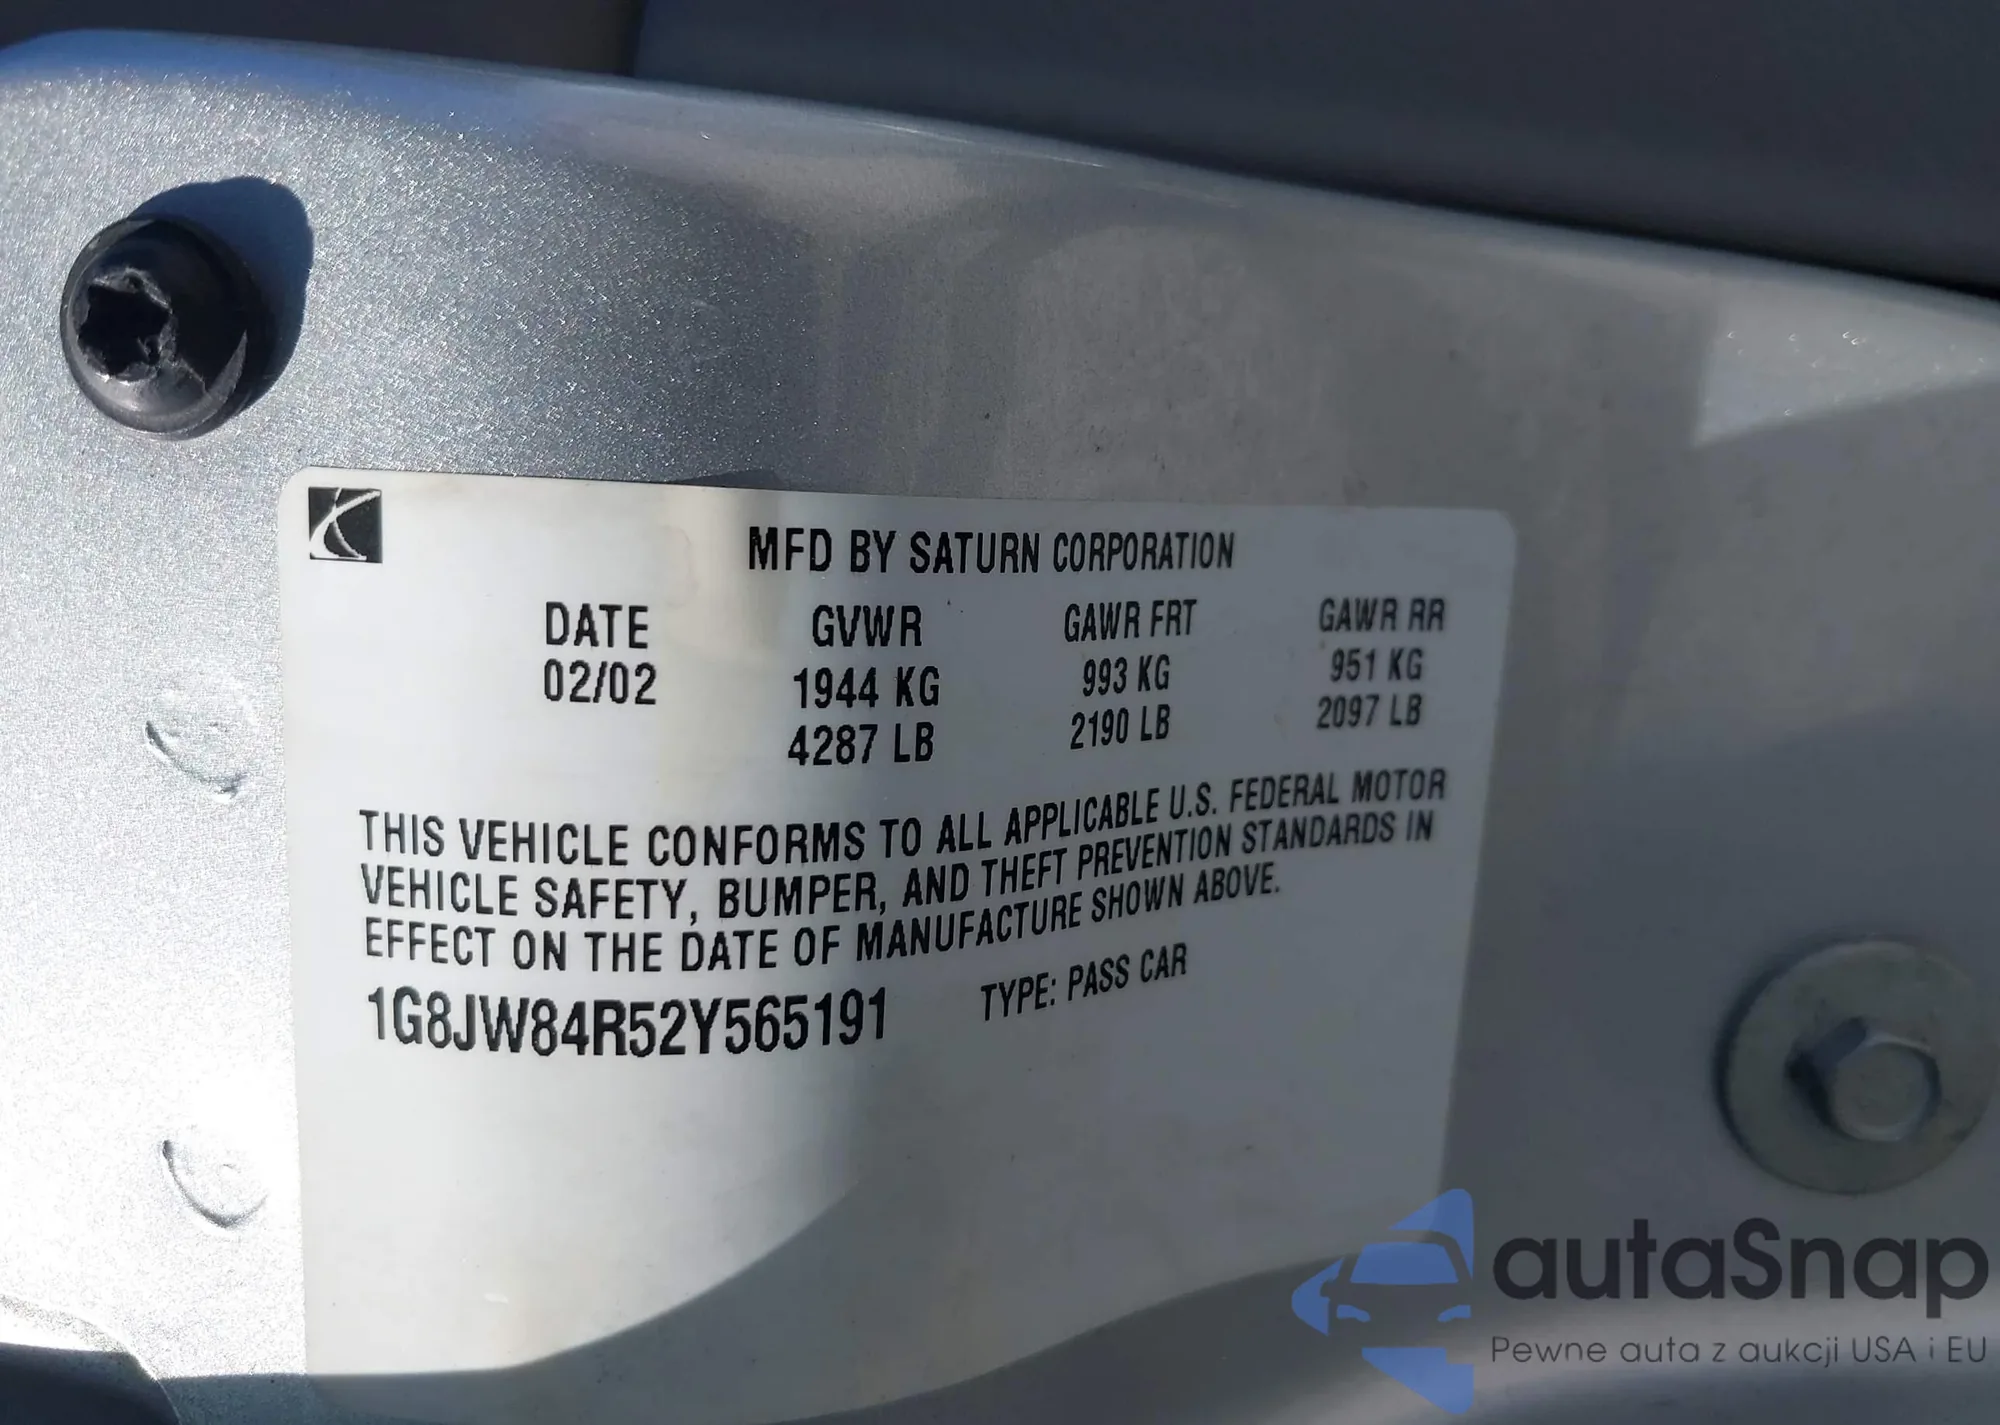 MFD BY SATURN CORPORATION
DATE GVWR GAWR FRT GAWR RR
02/02 1944 KG 993 KG 951 KG
4287 LB 2190 LB 2097 LB
THIS VEHICLE CONFORMS TO ALL APPLICABLE U.S. FEDERAL MOTOR
VEHICLE SAFETY, BUMPER, AND THEFT PREVENTION STANDARDS IN
EFFECT ON THE DATE OF MANUFACTURE SHOWN ABOVE.
1G8JW84R52Y565191 TYPE: PASS CAR
autaSnap
Pewne auta z aukcji USA i EU